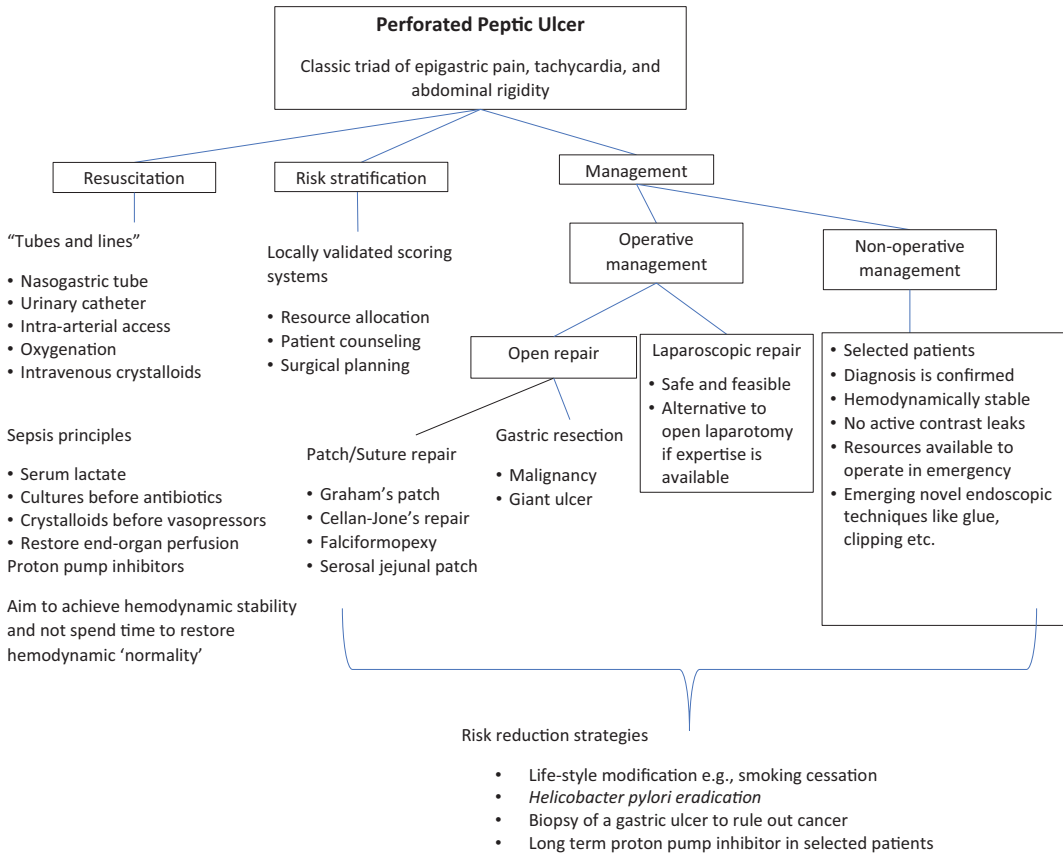 Perforated Peptic Ulcer
Classic triad of epigastric pain, tachycardia, and
abdominal rigidity
Resuscitation
Risk stratification
Management
“Tubes and lines”
• Nasogastric tube
• Urinary catheter
• Intra-arterial access
• Oxygenation
• Intravenous crystalloids
Sepsis principles
• Serum lactate
• Cultures before antibiotics
• Crystalloids before vasopressors
• Restore end-organ perfusion
Proton pump inhibitors
Aim to achieve hemodynamic stability
and not spend time to restore
hemodynamic ‘normality’
Locally validated scoring
systems
• Resource allocation
• Patient counseling
• Surgical planning
Operative
management
Non-operative
management
Open repair
Laparoscopic repair
• Safe and feasible
• Alternative to
open laparotomy
if expertise is
available
Patch/Suture repair
• Graham’s patch
• Cellan-Jone’s repair
• Falciformopexy
• Serosal jejunal patch
Gastric resection
• Malignancy
• Giant ulcer
• Selected patients
• Diagnosis is confirmed
• Hemodynamically stable
• No active contrast leaks
• Resources available to
operate in emergency
• Emerging novel endoscopic
techniques like glue,
clipping etc.
Risk reduction strategies
• Life-style modification e.g., smoking cessation
• Helicobacter pylori eradication
• Biopsy of a gastric ulcer to rule out cancer
• Long term proton pump inhibitor in selected patients